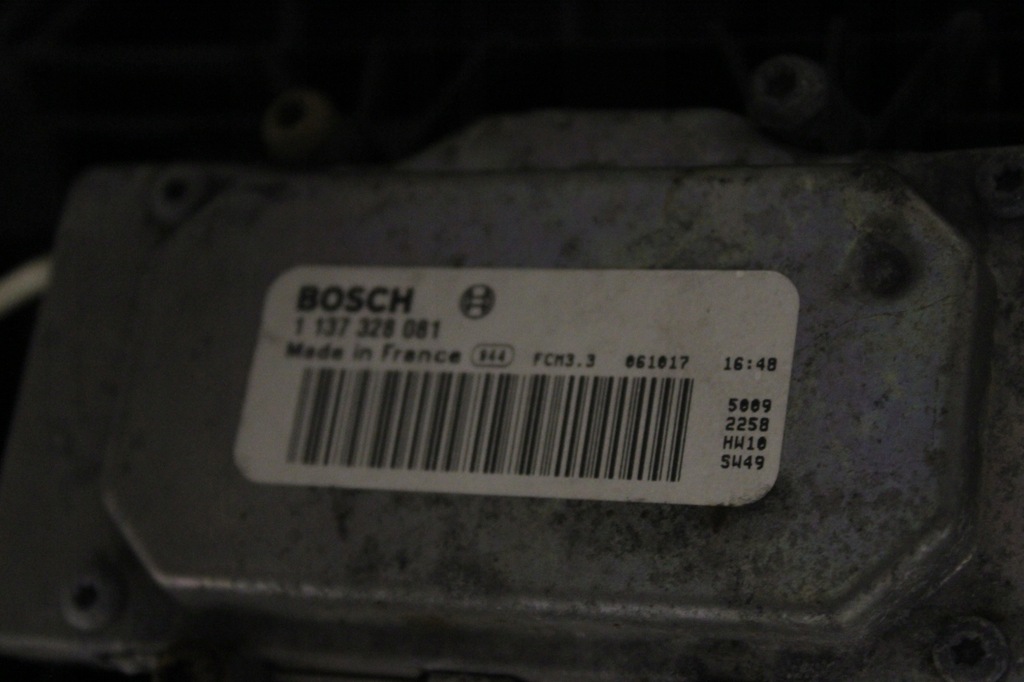 BOSCH
1 137 328 081
Made in France 944 FCM3.3 061017 16:48
5009
2258
HW10
SW49